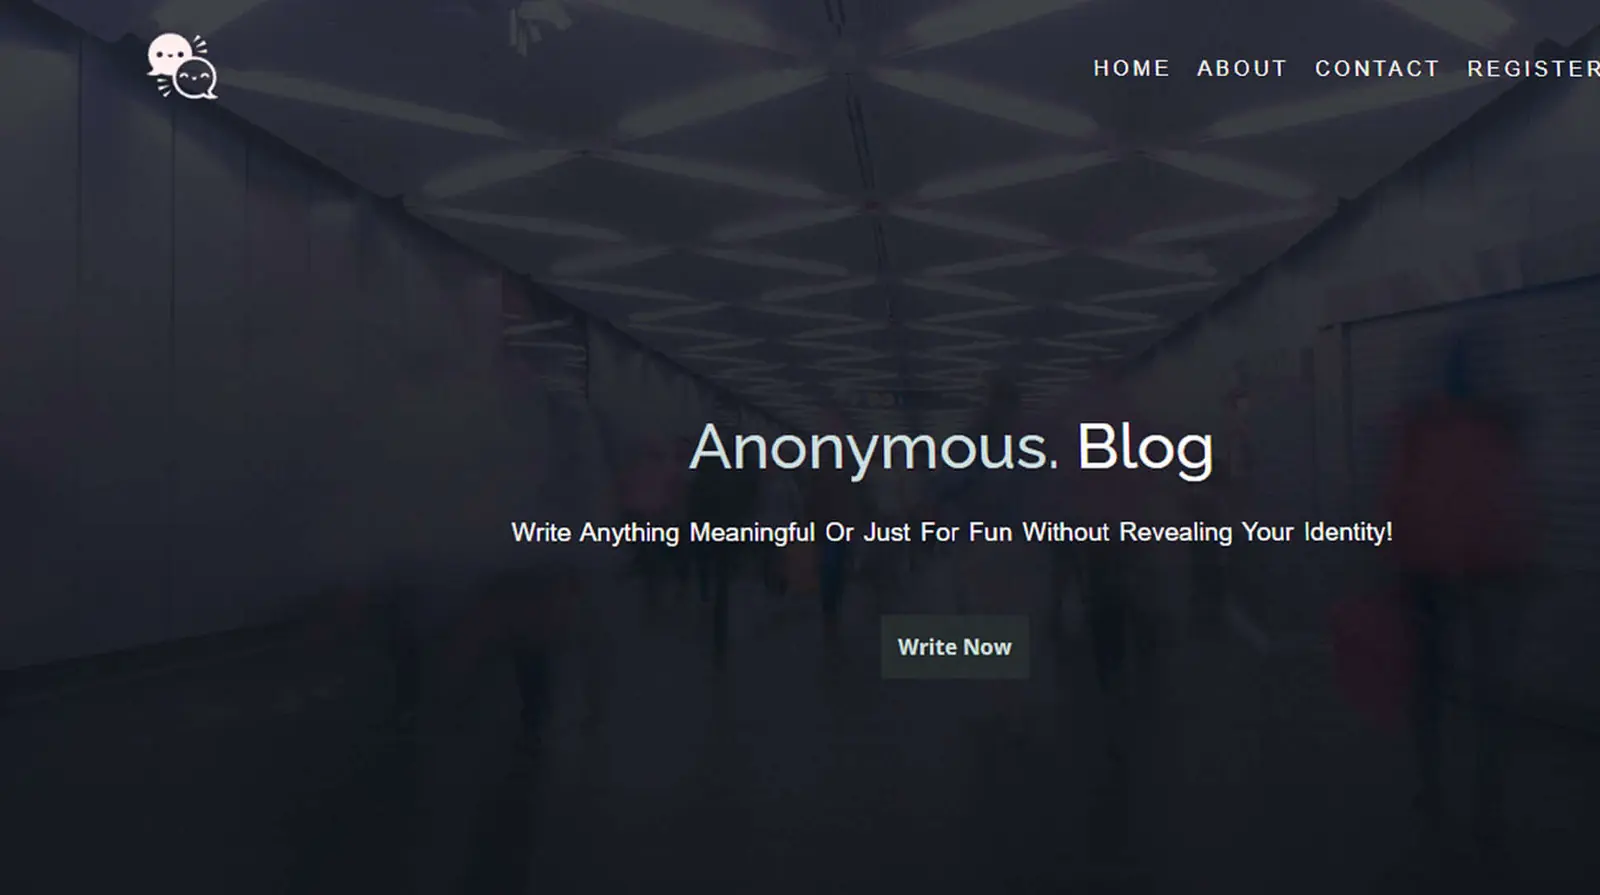 HOME ABOUT CONTACT REGISTER
Anonymous. Blog
Write Anything Meaningful Or Just For Fun Without Revealing Your Identity!
Write Now